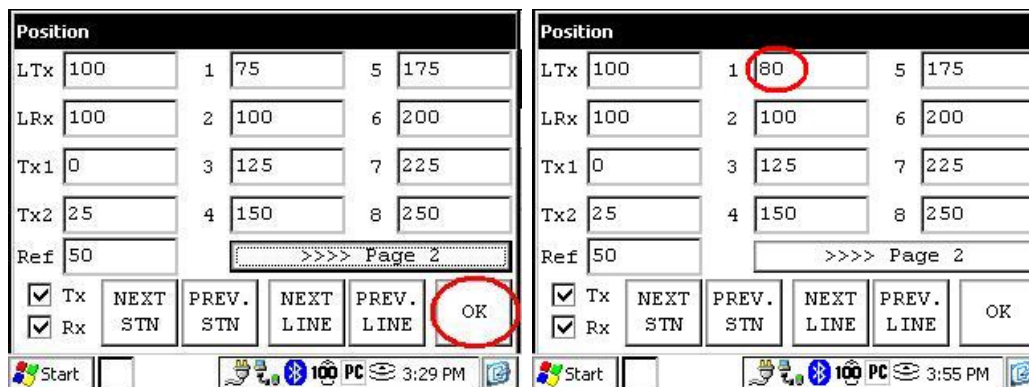 Position
LTx 100 1 75 5 175
LRx 100 2 100 6 200
Tx1 0 3 125 7 225
Tx2 25 4 150 8 250
Ref 50 >>>> Page 2
Tx
Rx
NEXT STN
PREV. STN
NEXT LINE
PREV. LINE
OK
Start 100 PC 3:29 PM
Position
LTx 100 1 80 5 175
LRx 100 2 100 6 200
Tx1 0 3 125 7 225
Tx2 25 4 150 8 250
Ref 50 >>>> Page 2
Tx
Rx
NEXT STN
PREV. STN
NEXT LINE
PREV. LINE
OK
Start 100 PC 3:55 PM